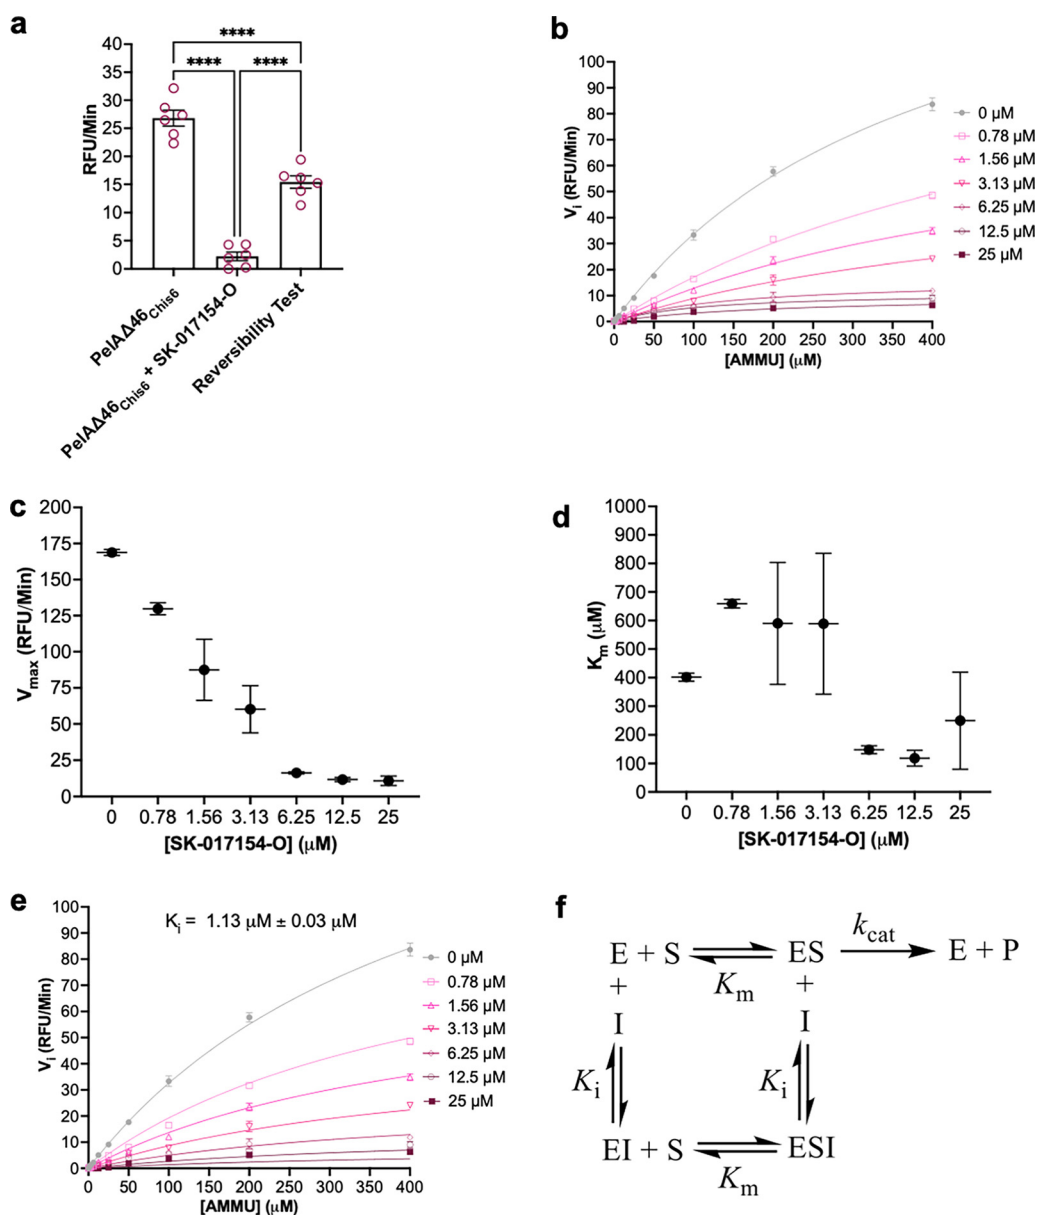 a
RFU/Min
40
35
30
25
20
15
10
5
0
****
**** ****
PelAΔ46Chis6
PelAΔ46Chis6 + SK-017154-O
Reversibility Test
b
Vi (RFU/Min)
100
90
80
70
60
50
40
30
20
10
0
0 50 100 150 200 250 300 350 400
[AMMU] (μM)
0 μM
0.78 μM
1.56 μM
3.13 μM
6.25 μM
12.5 μM
25 μM
c
Vmax (RFU/Min)
200
175
150
125
100
75
50
25
0
0 0.78 1.56 3.13 6.25 12.5 25
[SK-017154-O] (μM)
d
Km (μM)
1000
900
800
700
600
500
400
300
200
100
0
0 0.78 1.56 3.13 6.25 12.5 25
[SK-017154-O] (μM)
e
Ki = 1.13 μM ± 0.03 μM
Vi (RFU/Min)
100
90
80
70
60
50
40
30
20
10
0
0 50 100 150 200 250 300 350 400
[AMMU] (μM)
0 μM
0.78 μM
1.56 μM
3.13 μM
6.25 μM
12.5 μM
25 μM
f
kcat
E + S ES E + P
Km
+ +
I I
Ki Ki
EI + S ESI
Km